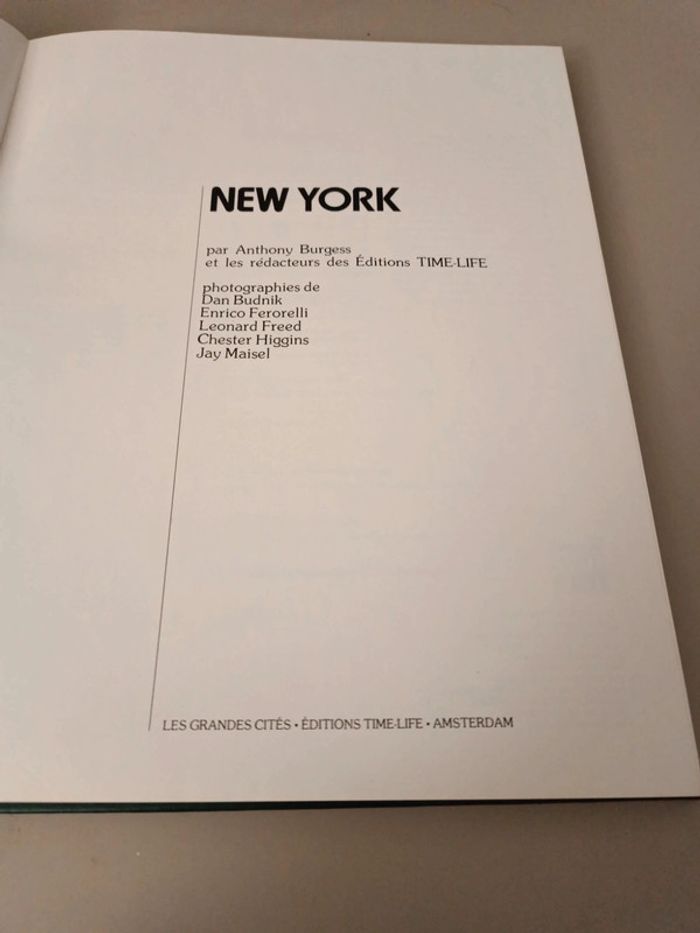 NEW YORK
par Anthony Burgess
et les rédacteurs des Éditions TIME-LIFE
photographies de
Dan Budnik
Enrico Ferorelli
Leonard Freed
Chester Higgins
Jay Maisel
LES GRANDES CITÉS • ÉDITIONS TIME-LIFE • AMSTERDAM